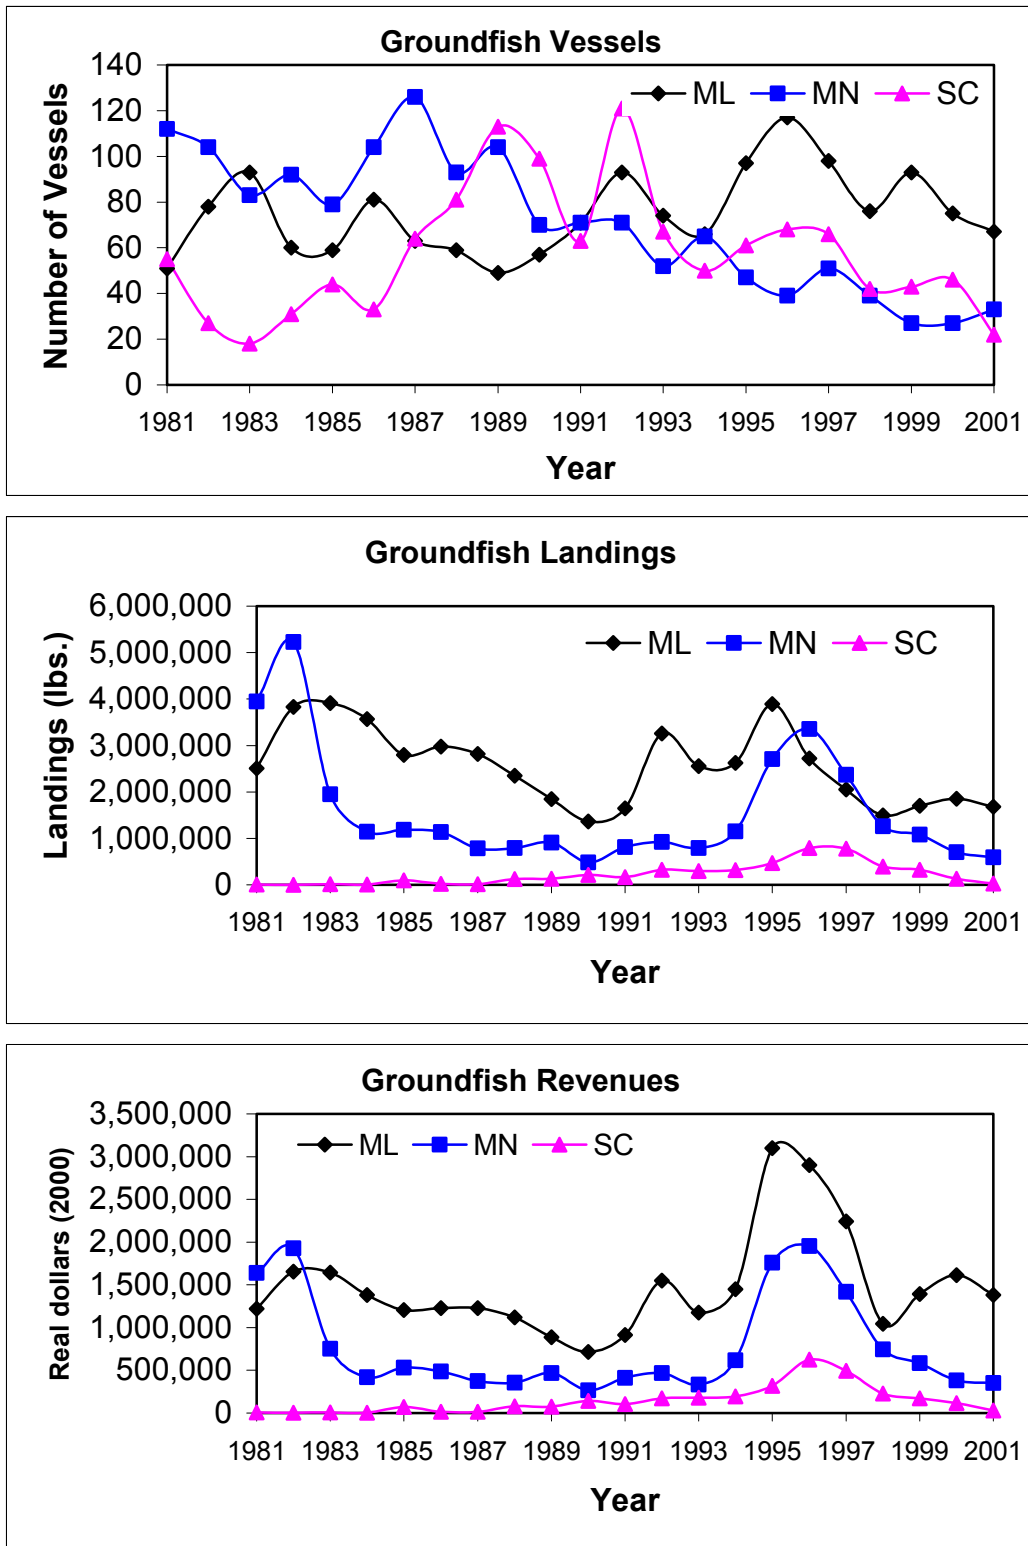 Groundfish Vessels
140
120
100
80
60
40
20
0
Number of Vessels
ML MN SC
1981 1983 1985 1987 1989 1991 1993 1995 1997 1999 2001
Year
Groundfish Landings
6,000,000
5,000,000
4,000,000
3,000,000
2,000,000
1,000,000
0
Landings (lbs.)
ML MN SC
1981 1983 1985 1987 1989 1991 1993 1995 1997 1999 2001
Year
Groundfish Revenues
3,500,000
3,000,000
2,500,000
2,000,000
1,500,000
1,000,000
500,000
0
Real dollars (2000)
ML MN SC
1981 1983 1985 1987 1989 1991 1993 1995 1997 1999 2001
Year